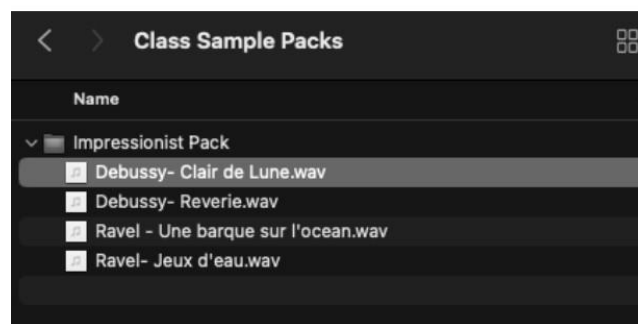 Class Sample Packs
Name
Impressionist Pack
Debussy- Clair de Lune.wav
Debussy- Reverie.wav
Ravel - Une barque sur l'ocean.wav
Ravel- Jeux d'eau.wav